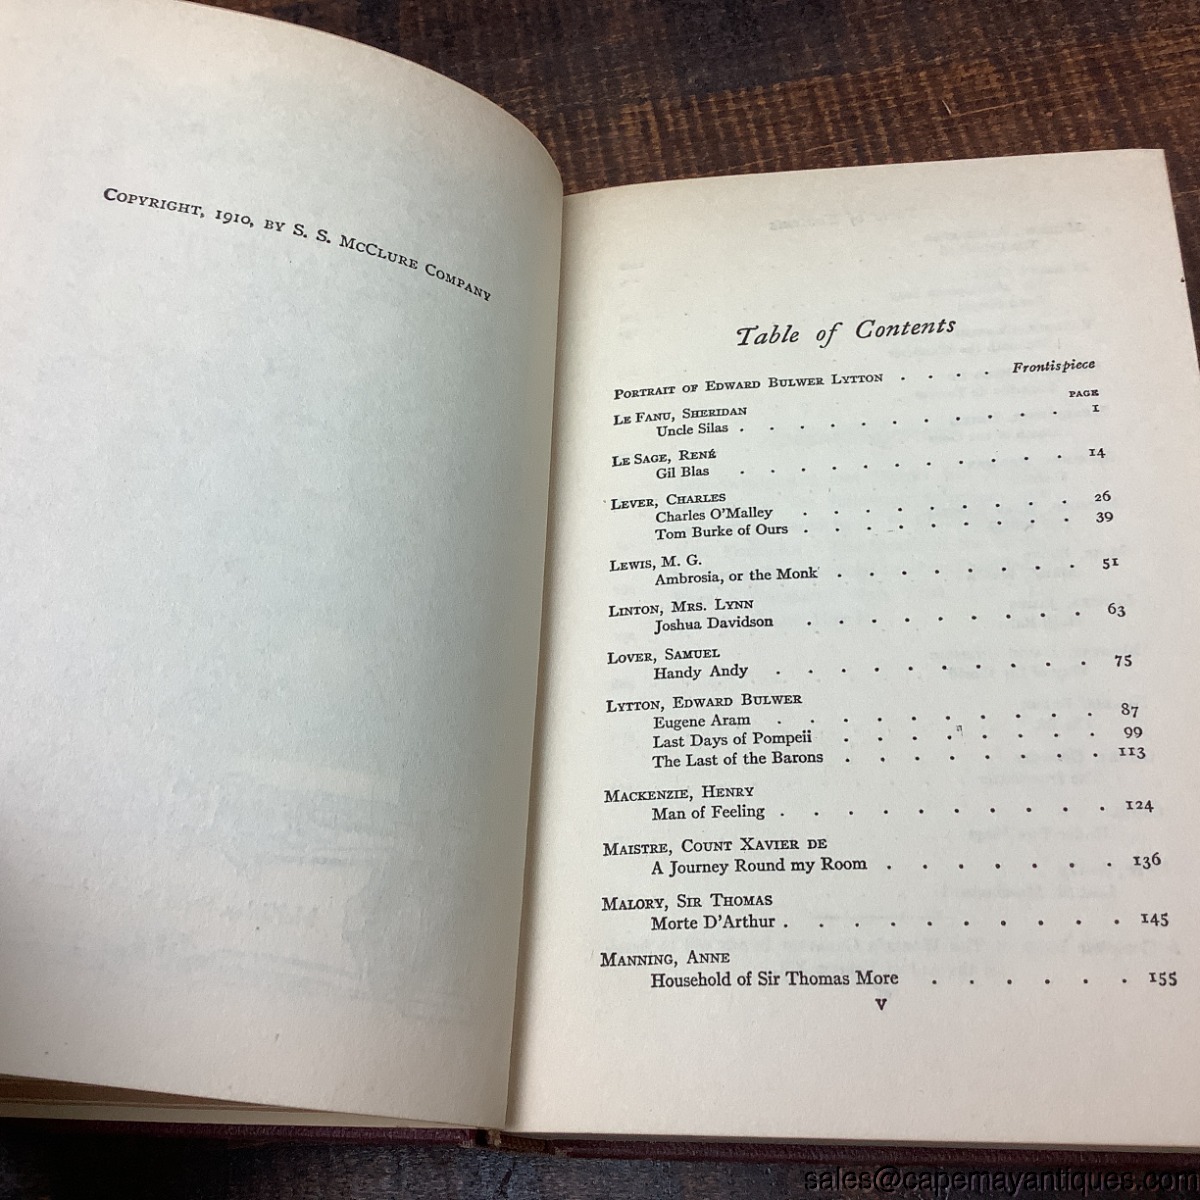 Copyright, 1910, by S. S. McClure Company
Table of Contents
Portrait of Edward Bulwer Lytton . . . . Frontispiece
PAGE
Le Fanu, Sheridan
Uncle Silas . . . . . . . . . . 1
Le Sage, René
Gil Blas . . . . . . . . . . . 14
Lever, Charles
Charles O'Malley . . . . . . . . . 26
Tom Burke of Ours . . . . . . . . . 39
Lewis, M. G.
Ambrosia, or the Monk . . . . . . . . 51
Linton, Mrs. Lynn
Joshua Davidson . . . . . . . . . 63
Lover, Samuel
Handy Andy . . . . . . . . . . 75
Lytton, Edward Bulwer
Eugene Aram . . . . . . . . . . 87
Last Days of Pompeii . . . . . . . . 99
The Last of the Barons . . . . . . . . 113
Mackenzie, Henry
Man of Feeling . . . . . . . . . . 124
Maistre, Count Xavier de
A Journey Round my Room . . . . . . . 136
Malory, Sir Thomas
Morte D'Arthur . . . . . . . . . . 145
Manning, Anne
Household of Sir Thomas More . . . . . . 155
V
sales@capemayantiques.com